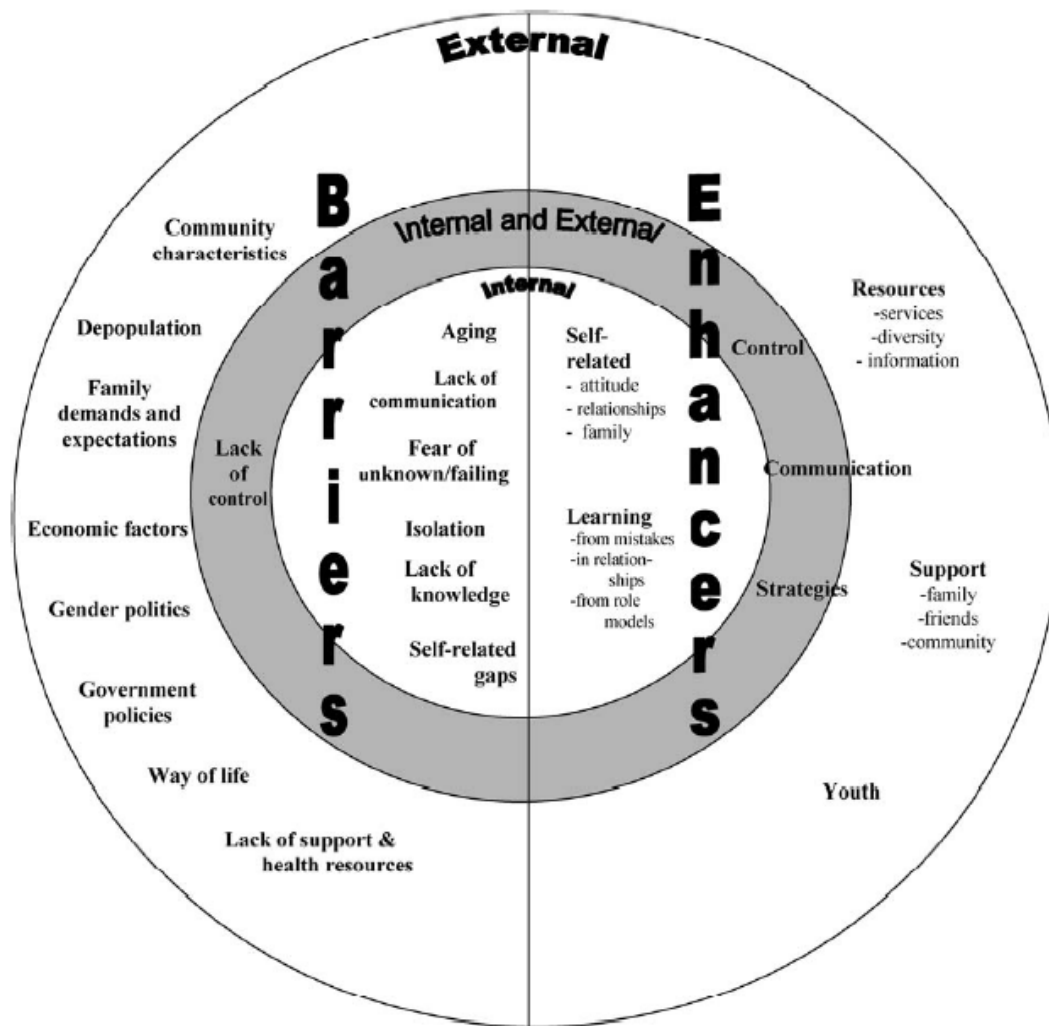 External
Barriers
Enhancers
Internal and External
Internal
Community
characteristics
Depopulation
Family
demands and
expectations
Economic factors
Gender politics
Government
policies
Way of life
Lack of support &
health resources
Lack
of
control
Aging
Lack of
communication
Fear of
unknown/failing
Isolation
Lack of
knowledge
Self-related
gaps
Self-
related
- attitude
- relationships
- family
Learning
-from mistakes
-in relation-
ships
-from role
models
Control
Communication
Strategies
Resources
-services
-diversity
- information
Support
-family
-friends
-community
Youth